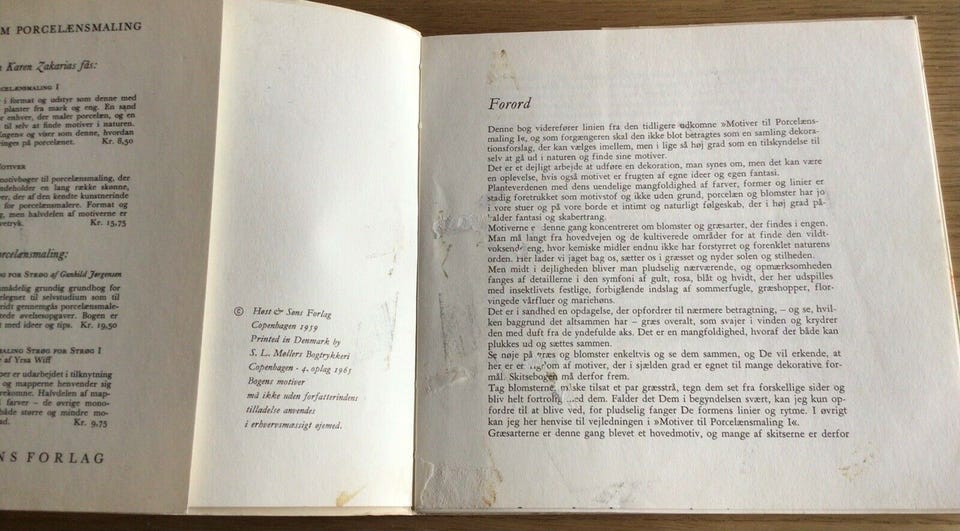 M PORCELÆNSMALING
Karen Zakarias fås:
RCELÆNSMALING I
i format og udstyr som denne med
planter fra mark og eng. En sand
r enhver, der maler porcelæn, og en
til selv at finde motiver i naturen.
Engen« og viser som denne, hvordan
ringes på porcelænet. Kr. 8,50
MOTIVER
otivbøger til porcelænsmaling, der
ndeholder en lang række skønne,
ver, der af den kendte kunstnerinde
for porcelænsmalere. Format og
g, men halvdelen af motiverne er
vetryk. Kr. 15,75
orcelænsmaling:
OG FOR STRØG af Gunhild Jørgensen
smådelig grundig grundbog for
elegnet til selvstudium som til
ridt gennemgås porcelænsmale-
tede øvelsesopgaver. Bogen er
t med ideer og tips. Kr. 19,50
MALING STRØG FOR STRØG I
e af Yrsa Wiff
per er udarbejdet i tilknytning
og mapperne henvender sig
rekomne. Halvdelen af map-
farver – de øvrige mono-
både større og mindre mo-
ad. Kr. 9,75
NS FORLAG
© Høst & Søns Forlag
Copenhagen 1959
Printed in Denmark by
S. L. Møllers Bogtrykkeri
Copenhagen · 4. oplag 1965
Bogens motiver
må ikke uden forfatterindens
tilladelse anvendes
i erhvervsmæssigt øjemed.
Forord
Denne bog viderefører linien fra den tidligere udkomne »Motiver til Porcelæns-
maling I«, og som forgængeren skal den ikke blot betragtes som en samling dekora-
tionsforslag, der kan vælges imellem, men i lige så høj grad som en tilskyndelse til
selv at gå ud i naturen og finde sine motiver.
Det er et dejligt arbejde at udføre en dekoration, man synes om, men det kan være
en oplevelse, hvis også motivet er frugten af egne ideer og egen fantasi.
Planteverdenen med dens uendelige mangfoldighed af farver, former og linier er
stadig foretrukket som motivstof og ikke uden grund, porcelæn og blomster har jo
i vore stuer og på vore borde et intimt og naturligt følgeskab, der i høj grad på-
kalder fantasi og skabertrang.
Motiverne denne gang koncentreret om blomster og græsarter, der findes i engen.
Man må langt fra hovedvejen og de kultiverede områder for at finde den vildt-
voksende eng, hvor kemiske midler endnu ikke har forstyrret og forenklet naturens
orden. Her lader vi jaget bag os, sætter os i græsset og nyder solen og stilheden.
Men midt i dejligheden bliver man pludselig nærværende, og opmærksomheden
fanges af detaillerne i den symfoni af gult, rosa, blåt og hvidt, der her udspilles
med insektlivets festlige, forbigående indslag af sommerfugle, græshopper, flor-
vingede vårfluer og mariehøns.
Det er i sandhed en opdagelse, der opfordrer til nærmere betragtning, – og se, hvil-
ken baggrund det altsammen har – græs overalt, som svajer i vinden og krydrer
den med duft fra de yndefulde aks. Det er en mangfoldighed, hvoraf der både kan
plukkes ud og sættes sammen.
Se nøje på græs og blomster enkeltvis og se dem sammen, og De vil erkende, at
her er et af motiver, der i sjælden grad er egnet til mange dekorative for-
mål. Skitsebogen må derfor frem.
Tag blomsterne, måske tilsat et par græsstrå, tegn dem set fra forskellige sider og
bliv helt fortrolig med dem. Falder det Dem i begyndelsen svært, kan jeg kun op-
fordre til at blive ved, for pludselig fanger De formens linier og rytme. I øvrigt
kan jeg her henvise til vejledningen i »Motiver til Porcelænsmaling I«.
Græsarterne er denne gang blevet et hovedmotiv, og mange af skitserne er derfor